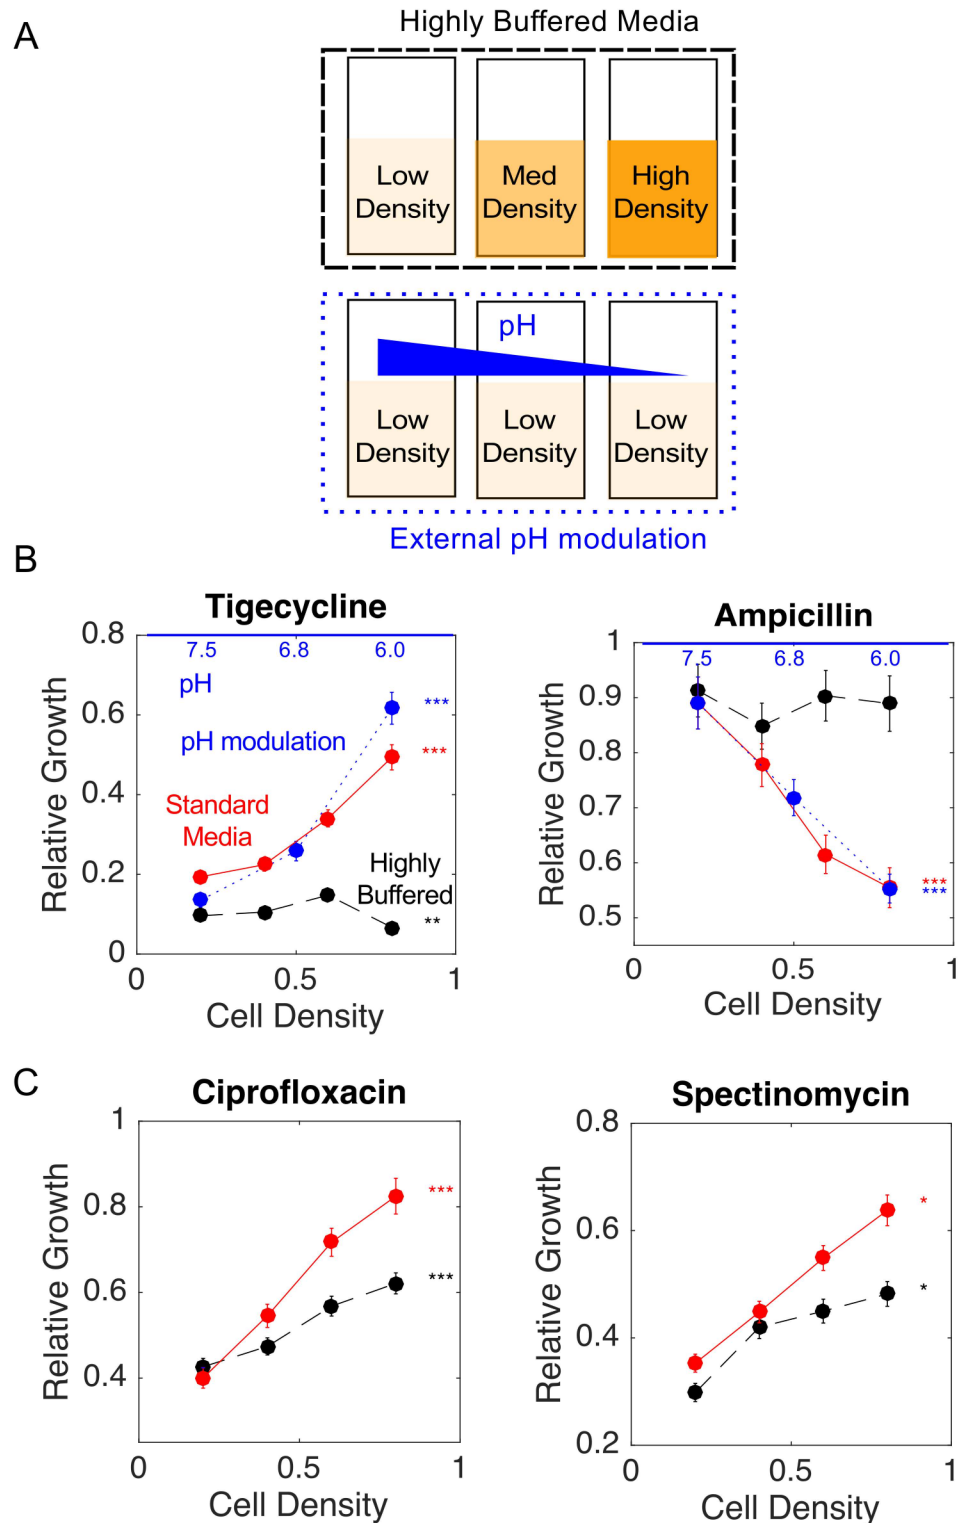 A
Highly Buffered Media
Low
Density
Med
Density
High
Density
pH
Low
Density
Low
Density
Low
Density
External pH modulation
B
Tigecycline
0.8
0.6
0.4
0.2
0
7.5
6.8
6.0
pH
pH modulation
***
***
Standard
Media
Highly
Buffered
**
Relative Growth
0
0.5
1
Cell Density
Ampicillin
1
0.9
0.8
0.7
0.6
0.5
7.5
6.8
6.0
***
***
Relative Growth
0
0.5
1
Cell Density
C
Ciprofloxacin
1
0.8
0.6
0.4
***
***
Relative Growth
0
0.5
1
Cell Density
Spectinomycin
0.8
0.6
0.4
0.2
*
*
Relative Growth
0
0.5
1
Cell Density